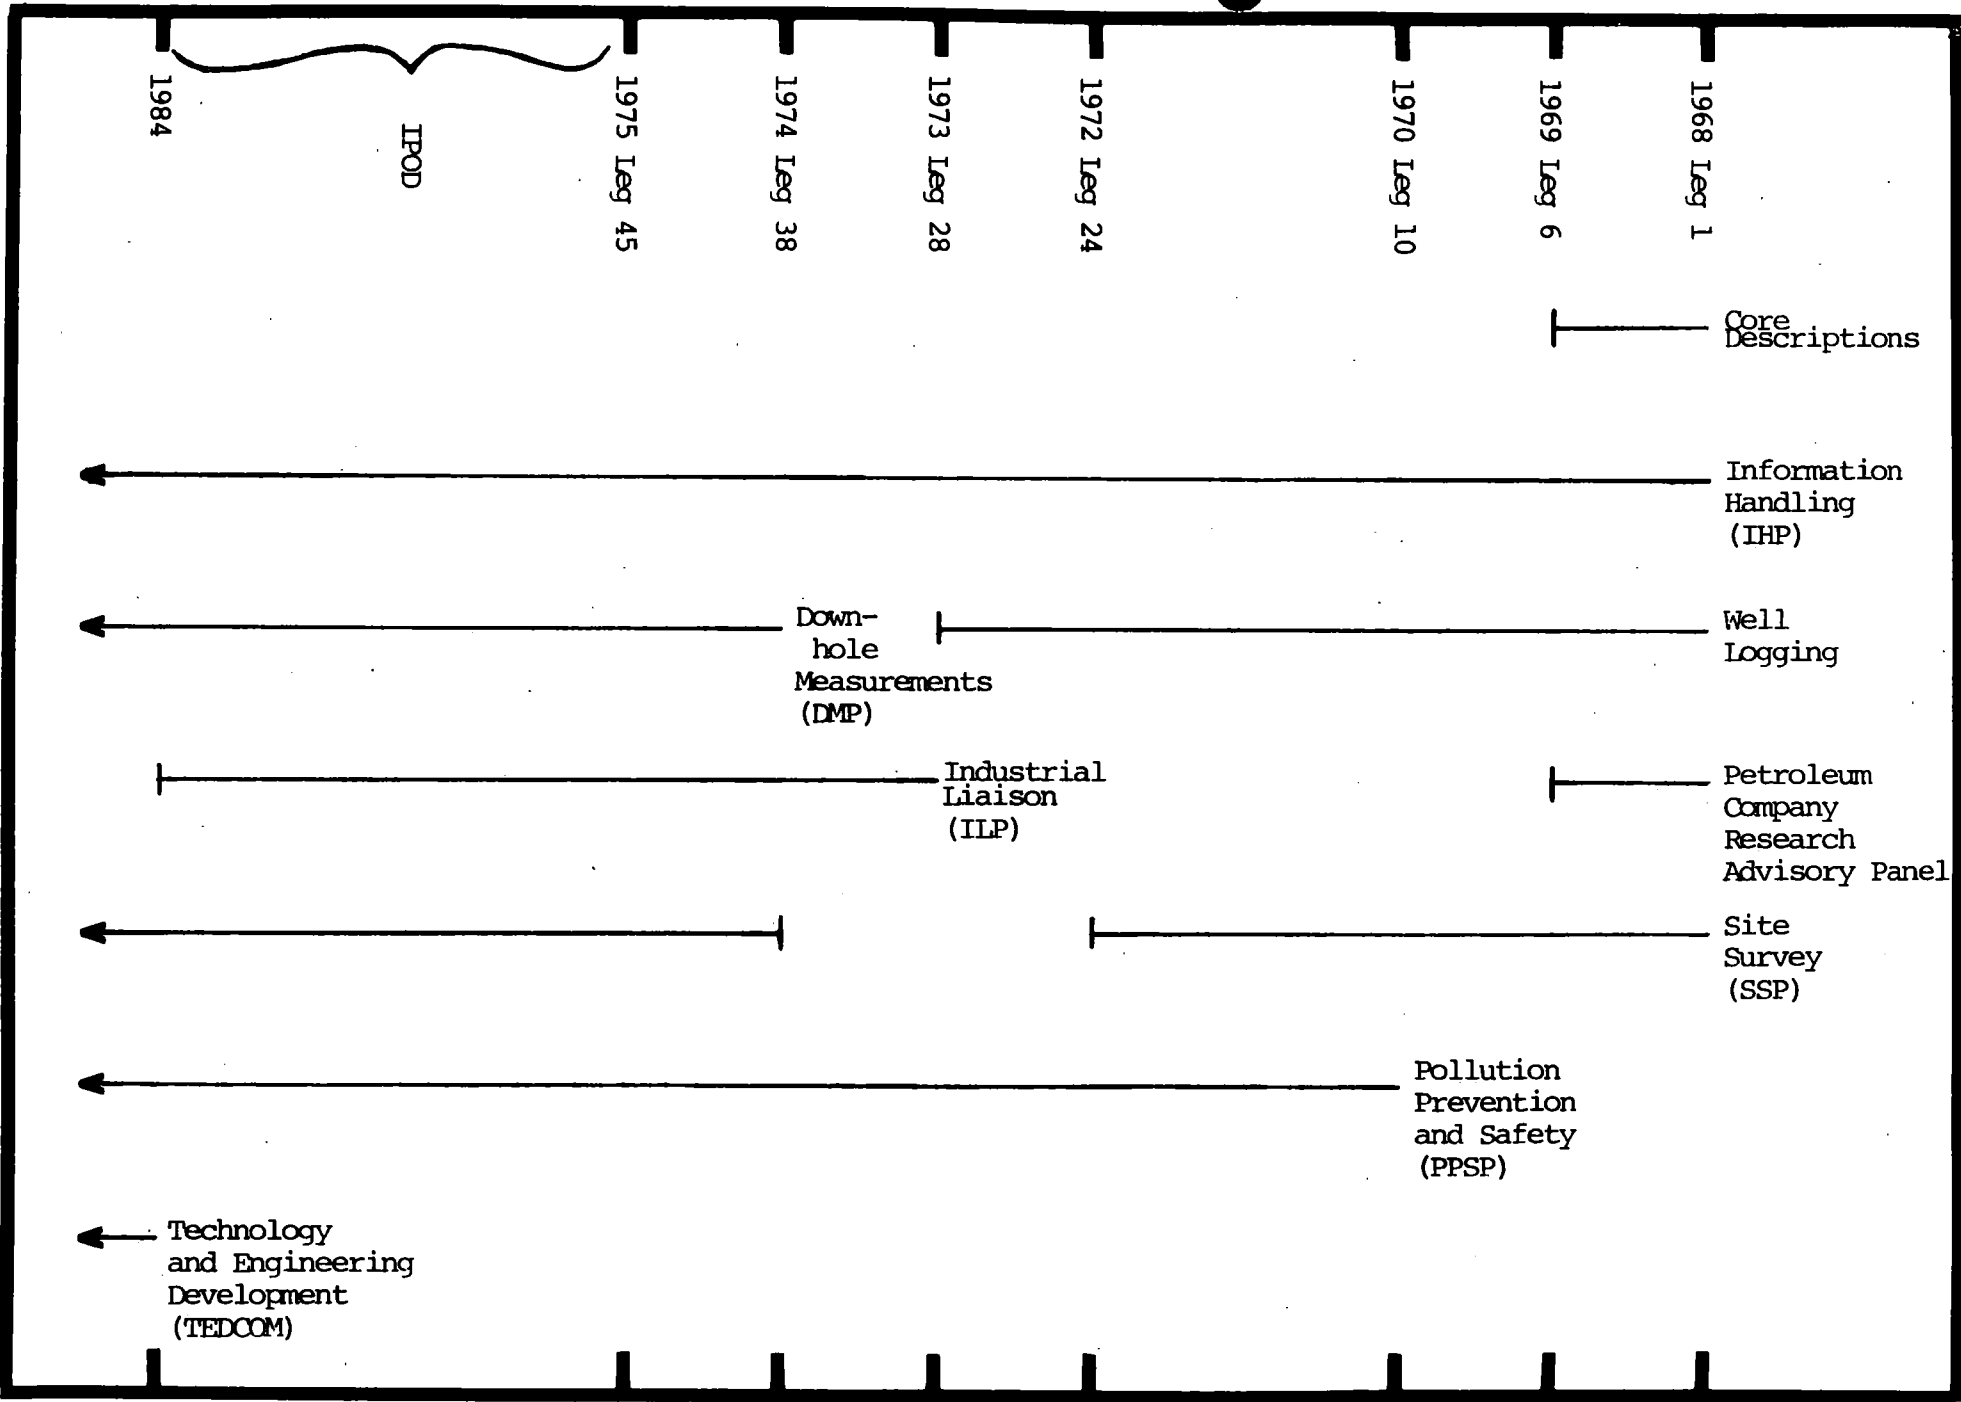 1984
IPOD
1975 Leg 45
1974 Leg 38
1973 Leg 28
1972 Leg 24
1970 Leg 10
1969 Leg 6
1968 Leg 1
Core
Descriptions
Information
Handling
(IHP)
Down-
hole
Measurements
(DMP)
Well
Logging
Industrial
Liaison
(ILP)
Petroleum
Company
Research
Advisory Panel
Site
Survey
(SSP)
Pollution
Prevention
and Safety
(PPSP)
Technology
and Engineering
Development
(TEDCOM)